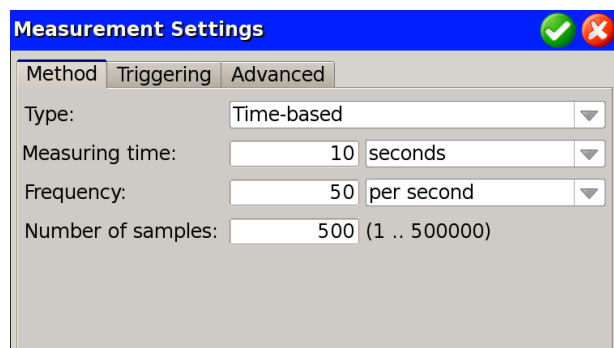 Measurement Settings
Method Triggering Advanced
Type: Time-based
Measuring time: 10 seconds
Frequency: 50 per second
Number of samples: 500 (1 .. 500000)